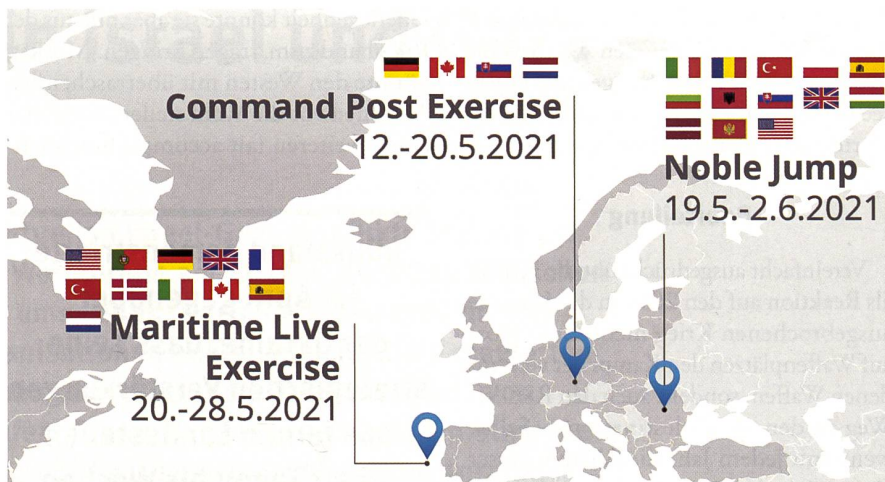 Command Post Exercise
12.-20.5.2021
Noble Jump
19.5.-2.6.2021
Maritime Live
Exercise
20.-28.5.2021